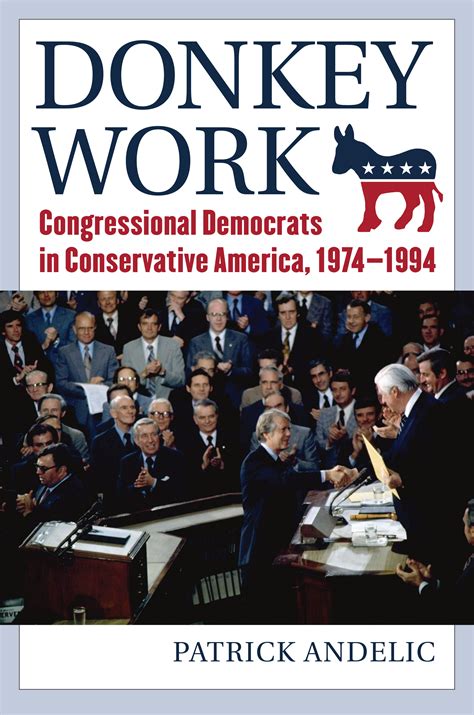 DONKEY
WORK
Congressional Democrats
in Conservative America, 1974–1994
PATRICK ANDELIC